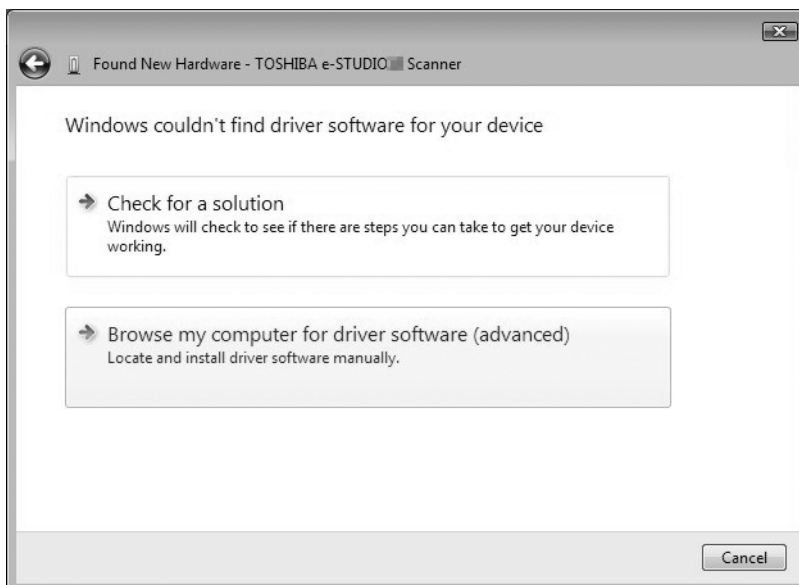 Found New Hardware - TOSHIBA e-STUDIO Scanner
Windows couldn't find driver software for your device
Check for a solution
Windows will check to see if there are steps you can take to get your device
working.
Browse my computer for driver software (advanced)
Locate and install driver software manually.
Cancel